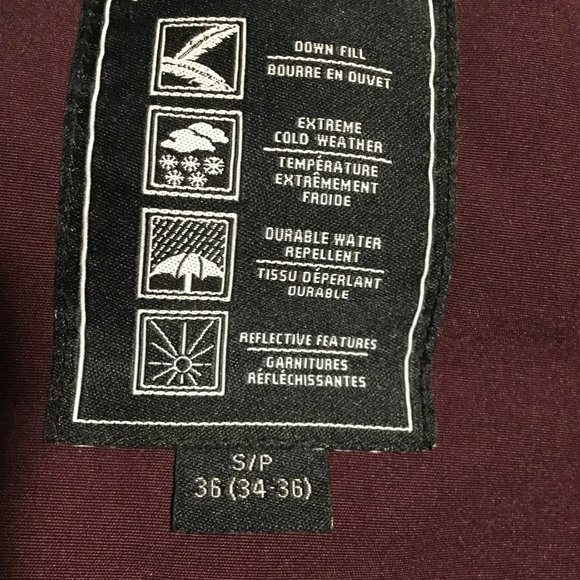 DOWN FILL
BOURRE EN DUVET
EXTREME
COLD WEATHER
TEMPÉRATURE
EXTRÊMEMENT
FROIDE
DURABLE WATER
REPELLENT
TISSU DÉPERLANT
DURABLE
REFLECTIVE FEATURES
GARNITURES
RÉFLÉCHISSANTES
S/P
36 (34-36)